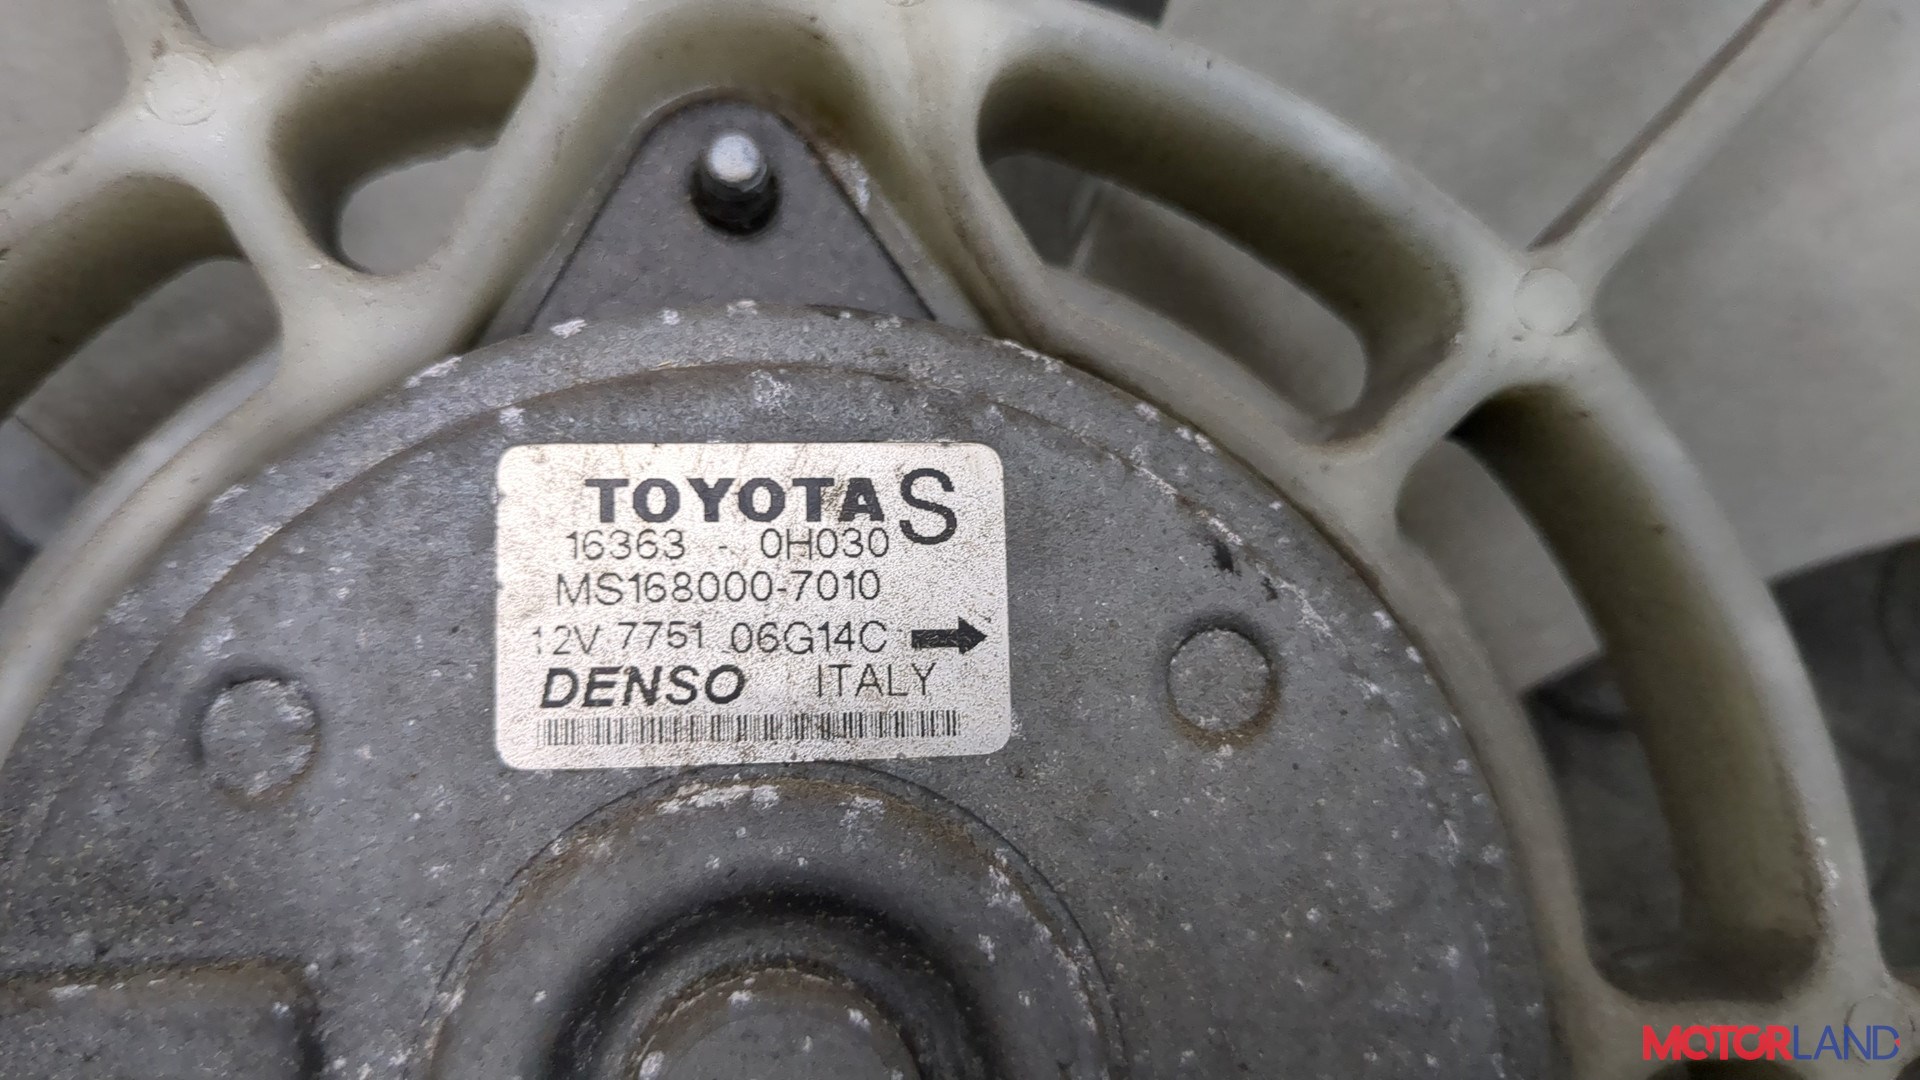 TOYOTA S
16363 - 0H030
MS168000-7010
12V 7751 06G14C
DENSO ITALY
MOTORLAND